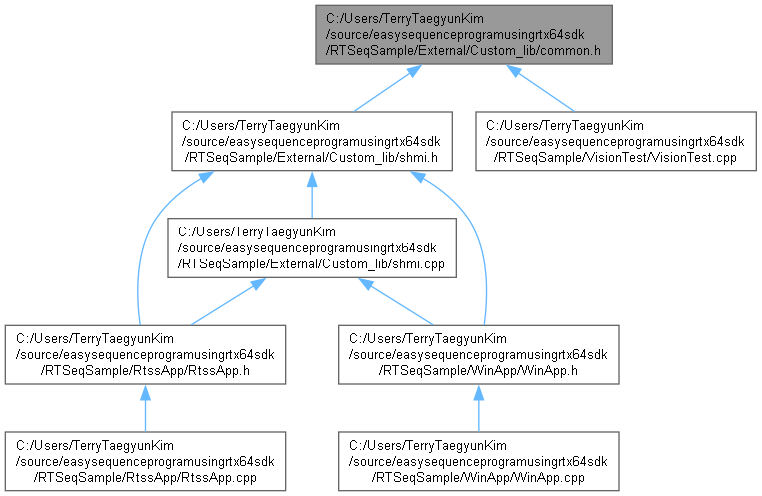 C:/Users/TerryTaegyunKim
/source/easysequenceprogramusingrtx64sdk
/RTSeqSample/External/Custom_lib/common.h
C:/Users/TerryTaegyunKim
/source/easysequenceprogramusingrtx64sdk
/RTSeqSample/External/Custom_lib/shmi.h
C:/Users/TerryTaegyunKim
/source/easysequenceprogramusingrtx64sdk
/RTSeqSample/VisionTest/VisionTest.cpp
C:/Users/TerryTaegyunKim
/source/easysequenceprogramusingrtx64sdk
/RTSeqSample/External/Custom_lib/shmi.cpp
C:/Users/TerryTaegyunKim
/source/easysequenceprogramusingrtx64sdk
/RTSeqSample/RtssApp/RtssApp.h
C:/Users/TerryTaegyunKim
/source/easysequenceprogramusingrtx64sdk
/RTSeqSample/WinApp/WinApp.h
C:/Users/TerryTaegyunKim
/source/easysequenceprogramusingrtx64sdk
/RTSeqSample/RtssApp/RtssApp.cpp
C:/Users/TerryTaegyunKim
/source/easysequenceprogramusingrtx64sdk
/RTSeqSample/WinApp/WinApp.cpp